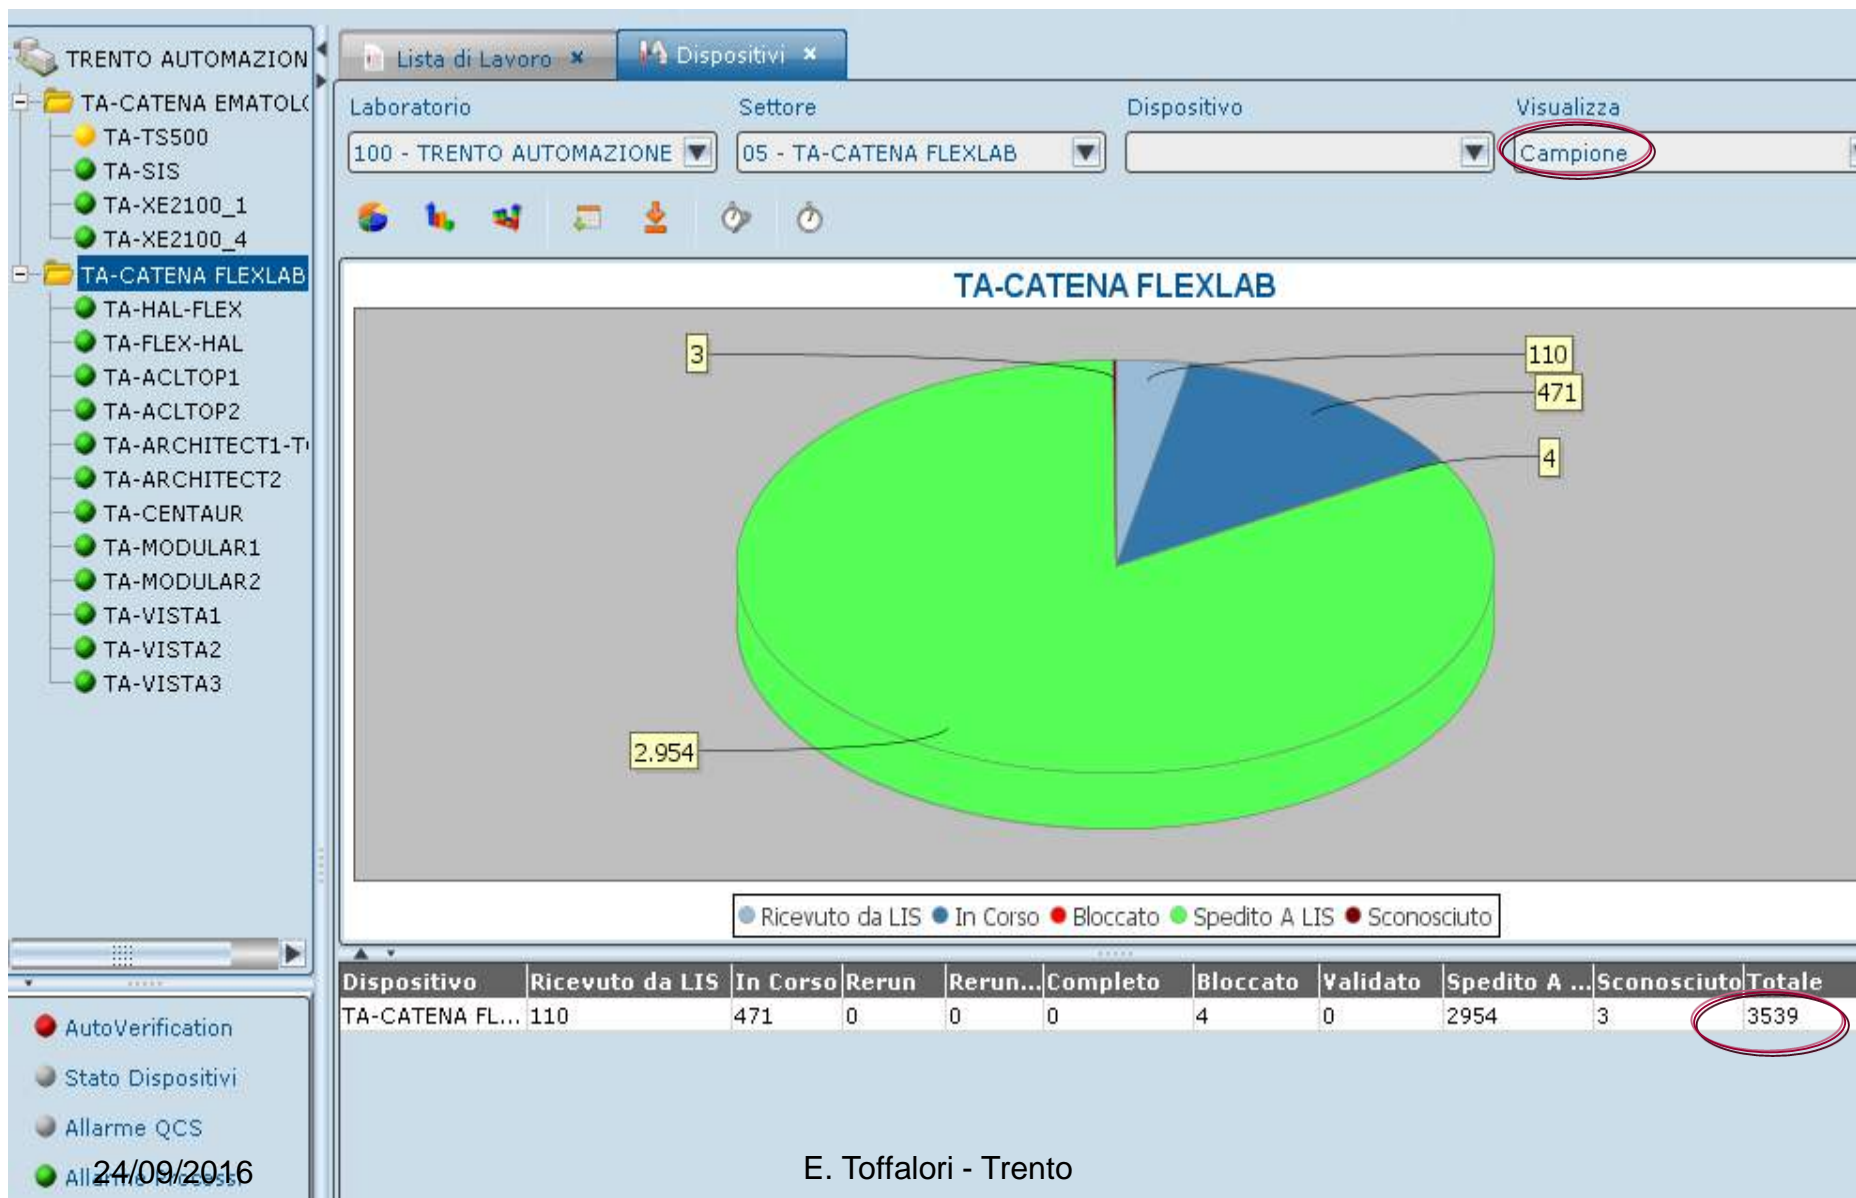 TRENTO AUTOMAZION
TA-CATENA EMATOL
TA-TS500
TA-SIS
TA-XE2100_1
TA-XE2100_4
TA-CATENA FLEXLAB
TA-HAL-FLEX
TA-FLEX-HAL
TA-ACLTOP1
TA-ACLTOP2
TA-ARCHITECT1-T
TA-ARCHITECT2
TA-CENTAUR
TA-MODULAR1
TA-MODULAR2
TA-VISTA1
TA-VISTA2
TA-VISTA3
AutoVerification
Stato Dispositivi
Allarme QCS
Allarme Processi
24/09/2016
Lista di Lavoro
Dispositivi
Laboratorio Settore Dispositivo Visualizza
100 - TRENTO AUTOMAZIONE 05 - TA-CATENA FLEXLAB Campione
TA-CATENA FLEXLAB
3
110
471
4
2.954
Ricevuto da LIS In Corso Bloccato Spedito A LIS Sconosciuto
Dispositivo Ricevuto da LIS In Corso Rerun Rerun... Completo Bloccato Validato Spedito A ... Sconosciuto Totale
TA-CATENA FL... 110 471 0 0 0 4 0 2954 3 3539
E. Toffalori - Trento